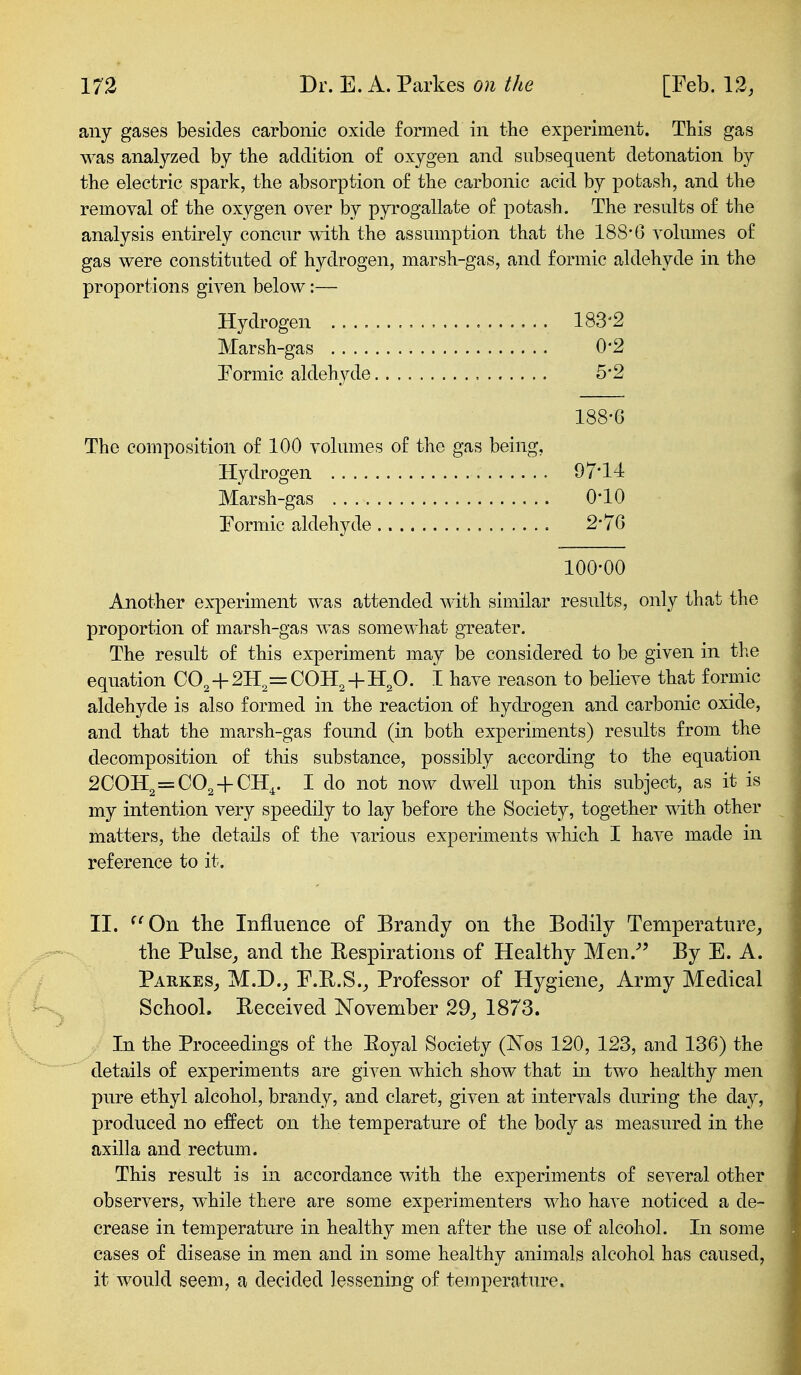 172 Dr. E. A. Parkes on the [Feb. 12,
any gases besides carbonic oxide formed in the experiment. This gas
was analyzed by the addition of oxygen and subsequent detonation by
the electric spark, the absorption of the carbonic acid by potash, and the
removal of the oxygen over by pyrogallate of potash. The results of the
analysis entirely concur with the assumption that the 188·6 volumes of
gas were constituted of hydrogen, marsh-gas, and formic aldehyde in the
proportions given below:—
Hydrogen ...................... 183·2
Marsh-gas ...................... 0·2
Formic aldehyde.................. 5·2
188·6
The composition of 100 volumes of the gas being,
Hydrogen ...................... 97·14
Marsh-gas ...................... 0·10
Formic aldehyde ................ 2·76
100·00
Another experiment was attended with similar results, only that the
proportion of marsh-gas was somewhat greater.
The result of this experiment may be considered to be given in the
equation CO₂+2H₂=COH₂+H₂O. I have reason to believe that formic
aldehyde is also formed in the reaction of hydrogen and carbonic oxide,
and that the marsh-gas found (in both experiments) results from the
decomposition of this substance, possibly according to the equation
2COH₂=CO₂+CH₄. I do not now dwell upon this subject, as it is
my intention very speedily to lay before the Society, together with other
matters, the details of the various experiments which I have made in
reference to it.
II. “On the Influence of Brandy on the Bodily Temperature,
the Pulse, and the Respirations of Healthy Men.” By E. A.
Parkes, M.D., F.R.S., Professor of Hygiene, Army Medical
School. Received November 29, 1873.
In the Proceedings of the Royal Society (Nos 120, 123, and 136) the
details of experiments are given which show that in two healthy men
pure ethyl alcohol, brandy, and claret, given at intervals during the day,
produced no effect on the temperature of the body as measured in the
axilla and rectum.
This result is in accordance with the experiments of several other
observers, while there are some experimenters who have noticed a de-
crease in temperature in healthy men after the use of alcohol. In some
cases of disease in men and in some healthy animals alcohol has caused,
it would seem, a decided lessening of temperature.